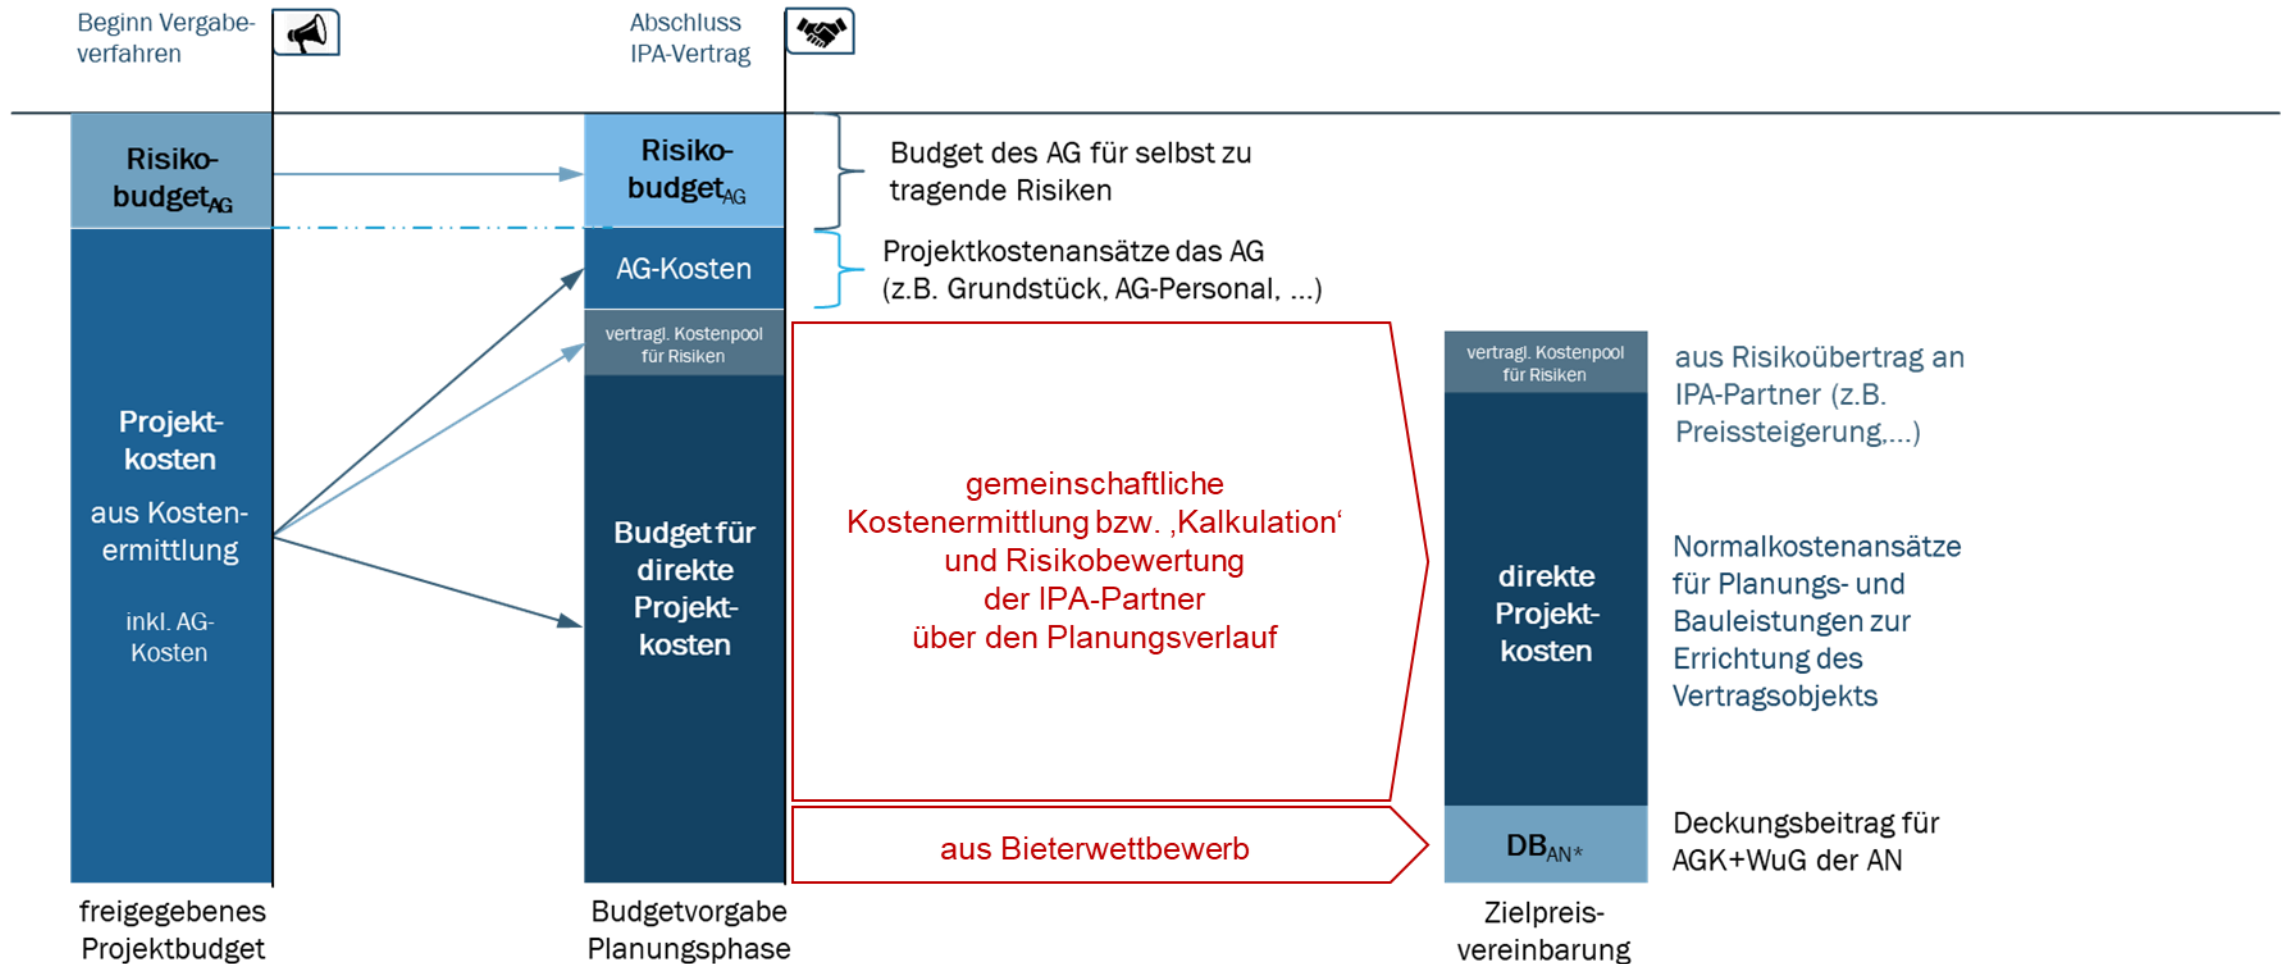 Beginn Vergabe-
verfahren
Abschluss
IPA-Vertrag
Risiko-
budgetAG
Projekt-
kosten
aus Kosten-
ermittlung
inkl. AG-
Kosten
freigegebenes
Projektbudget
Risiko-
budgetAG
AG-Kosten
vertragl. Kostenpool
für Risiken
Budget für
direkte
Projekt-
kosten
Budgetvorgabe
Planungsphase
Budget des AG für selbst zu
tragende Risiken
Projektkostenansätze das AG
(z.B. Grundstück, AG-Personal, ...)
gemeinschaftliche
Kostenermittlung bzw. ‚Kalkulation‘
und Risikobewertung
der IPA-Partner
über den Planungsverlauf
aus Bieterwettbewerb
vertragl. Kostenpool
für Risiken
direkte
Projekt-
kosten
DBAN*
Zielpreis-
vereinbarung
aus Risikoübertrag an
IPA-Partner (z.B.
Preissteigerung,...)
Normalkostenansätze
für Planungs- und
Bauleistungen zur
Errichtung des
Vertragsobjekts
Deckungsbeitrag für
AGK+WuG der AN